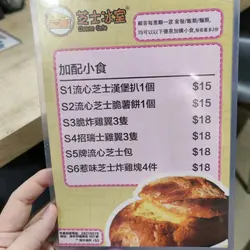 芝士冰室
Cheese Cafe
加配小食
S1流心芝士漢堡扒1個 $15
S2流心芝士脆薯餅1個 $15
S3脆炸雞翼3隻 $18
S4招瑞士雞翼3隻 $18
S5牌流心芝士包 $18
S6惹味芝士炸雞塊4件 $18